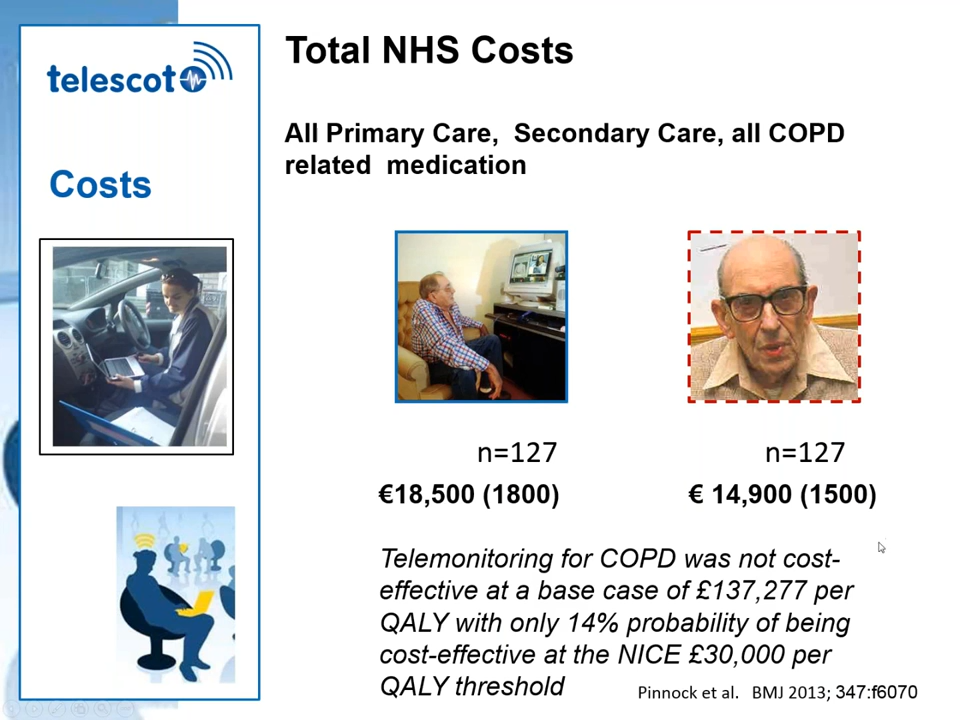 telescot
Costs
Total NHS Costs
All Primary Care, Secondary Care, all COPD
related medication
n=127
n=127
€18,500 (1800)
€ 14,900 (1500)
Telemonitoring for COPD was not cost-
effective at a base case of £137,277 per
QALY with only 14% probability of being
cost-effective at the NICE £30,000 per
QALY threshold
Pinnock et al. BMJ 2013; 347:f6070